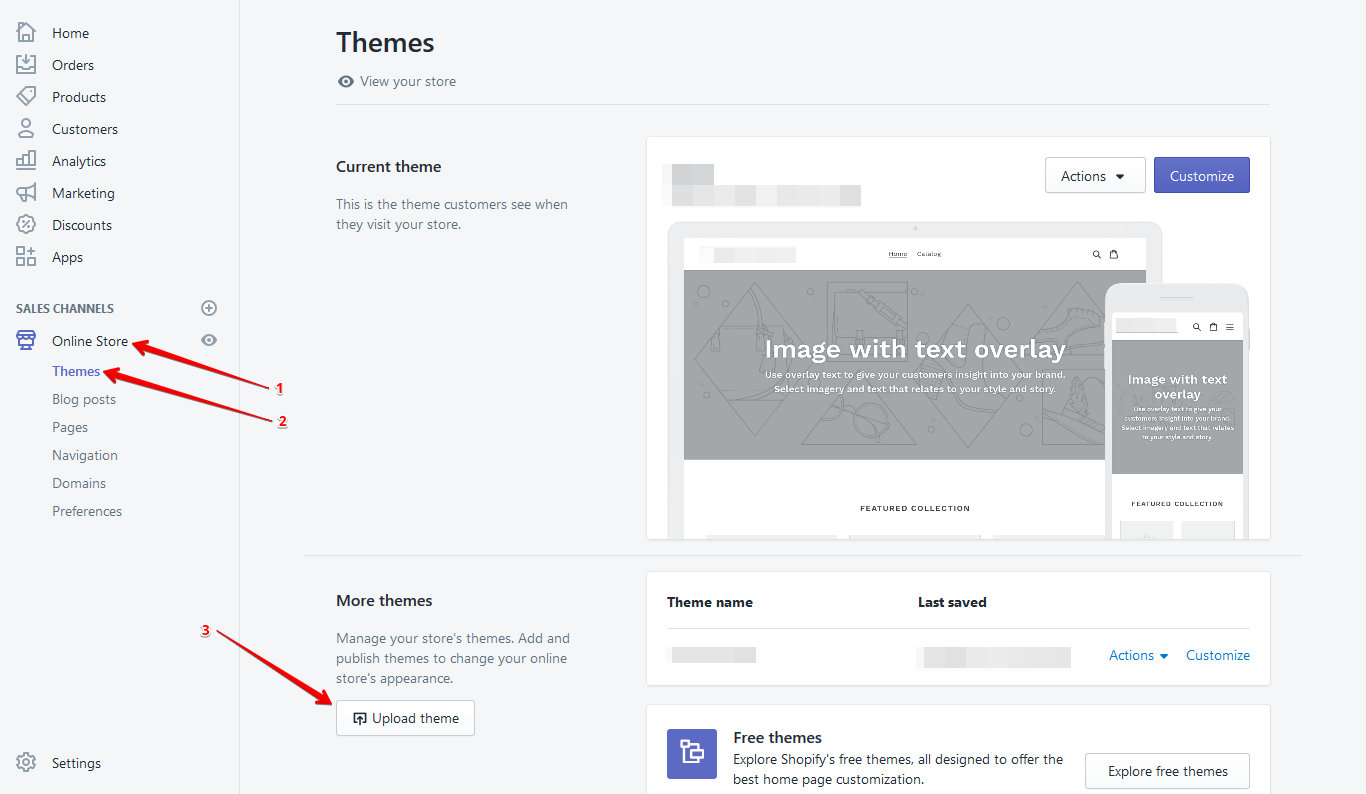 Home
Orders
Products
Customers
Analytics
Marketing
Discounts
Apps
SALES CHANNELS
Online Store
Themes
Blog posts
Pages
Navigation
Domains
Preferences
Settings
1
2
3
Themes
View your store
Current theme
This is the theme customers see when
they visit your store.
Actions
Customize
Home Catalog
Image with text overlay
Use overlay text to give your customers insight into your brand.
Select imagery and text that relates to your style and story.
FEATURED COLLECTION
Image with text
overlay
Use overlay text to give your
customers insight into your brand.
Select imagery and text that relates
to your style and story.
FEATURED COLLECTION
More themes
Manage your store's themes. Add and
publish themes to change your online
store's appearance.
Upload theme
Theme name Last saved
Actions Customize
Free themes
Explore Shopify's free themes, all designed to offer the
best home page customization.
Explore free themes